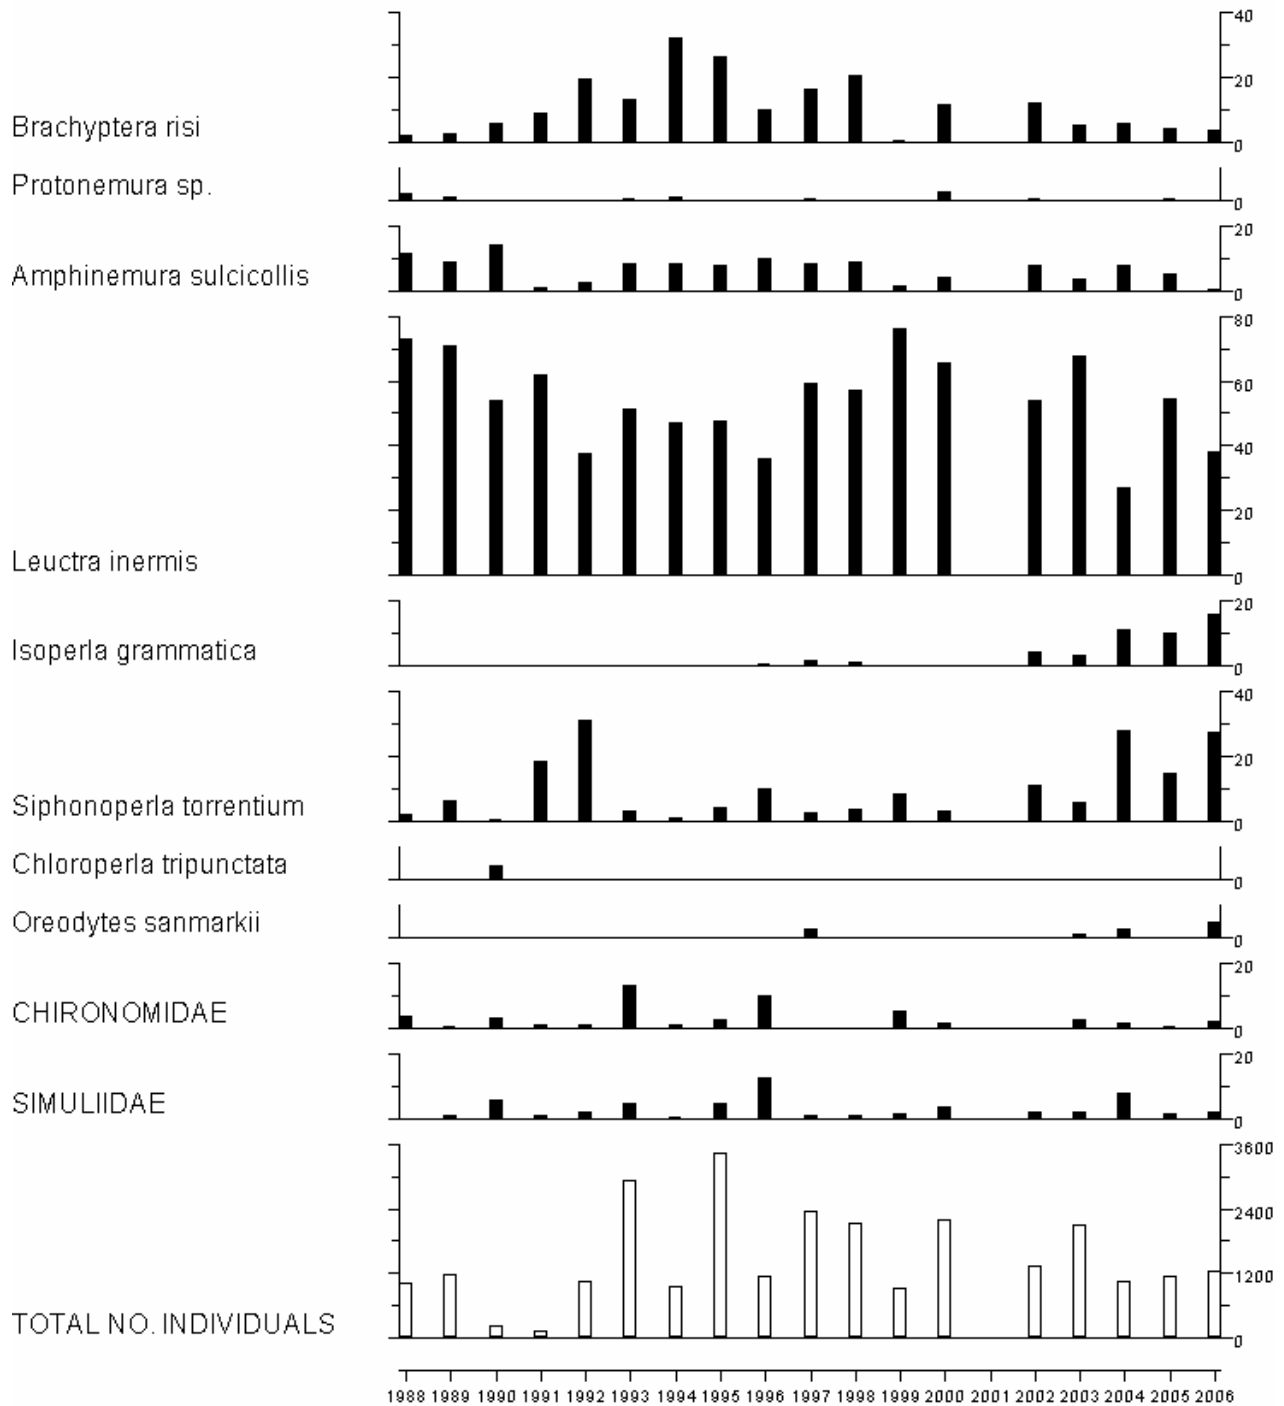 40
20
Brachyptera risi
0
Protonemura sp.
0
20
Amphinemura sulcicollis
0
80
60
40
20
Leuctra inermis
0
20
Isoperla grammatica
0
40
20
Siphonoperla torrentium
0
Chloroperla tripunctata
0
Oreodytes sanmarkii
0
20
CHIRONOMIDAE
0
20
SIMULIIDAE
0
3600
2400
1200
TOTAL NO. INDIVIDUALS
0
1988 1989 1990 1991 1992 1993 1994 1995 1996 1997 1998 1999 2000 2001 2002 2003 2004 2005 2006